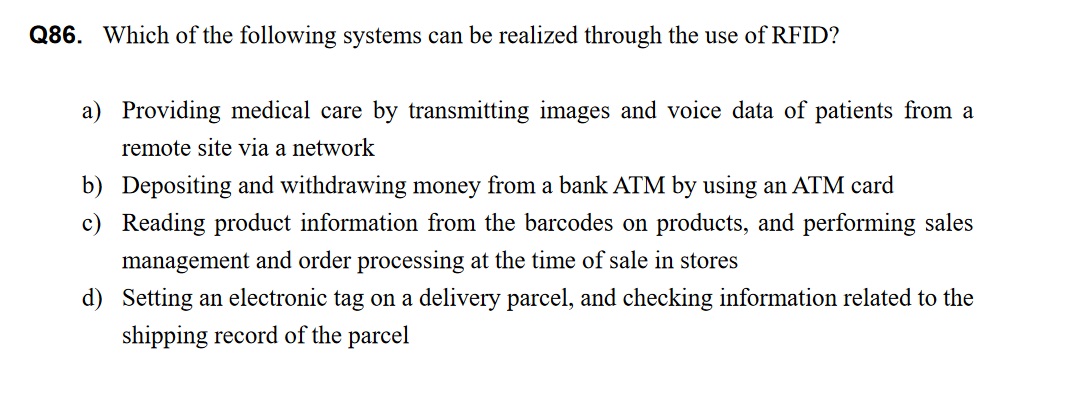 Q86. Which of the following systems can be realized through the use of RFID?
a) Providing medical care by transmitting images and voice data of patients from a
remote site via a network
b) Depositing and withdrawing money from a bank ATM by using an ATM card
c) Reading product information from the barcodes on products, and performing sales
management and order processing at the time of sale in stores
d) Setting an electronic tag on a delivery parcel, and checking information related to the
shipping record of the parcel